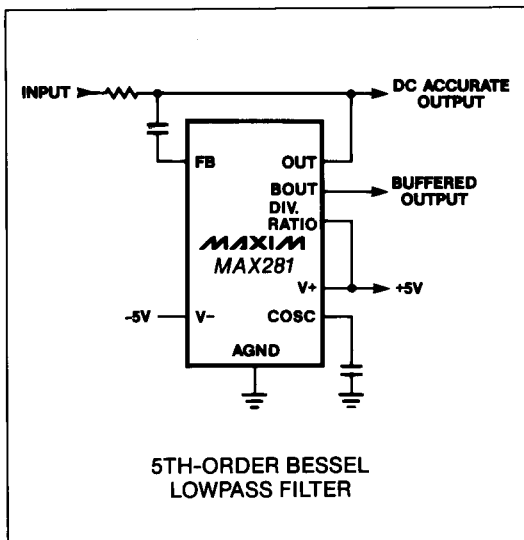 INPUT
DC ACCURATE
OUTPUT
FB
OUT
BOUT
BUFFERED
OUTPUT
DIV.
RATIO
MAXIM
MAX281
V+
+5V
-5V
V–
COSC
AGND
5TH-ORDER BESSEL
LOWPASS FILTER